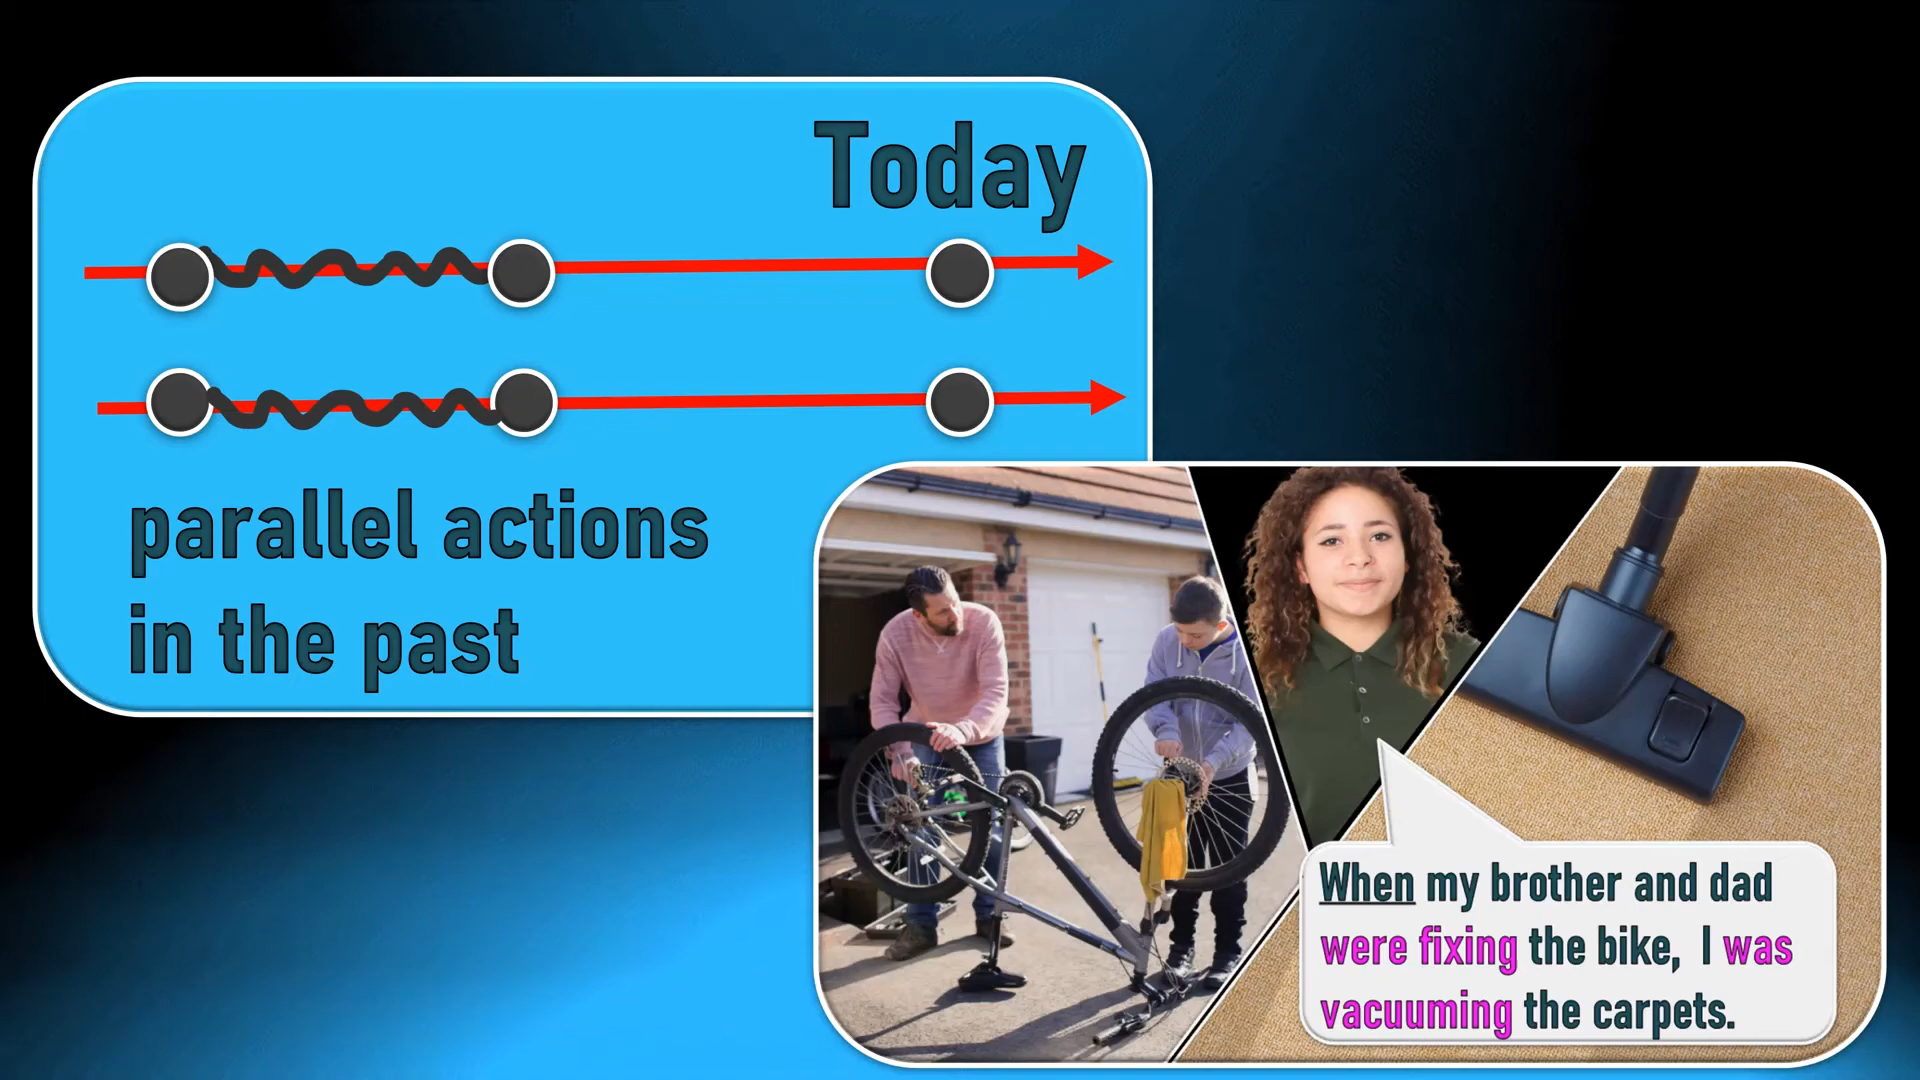 Today
parallel actions
in the past
When my brother and dad
were fixing the bike, I was
vacuuming the carpets.